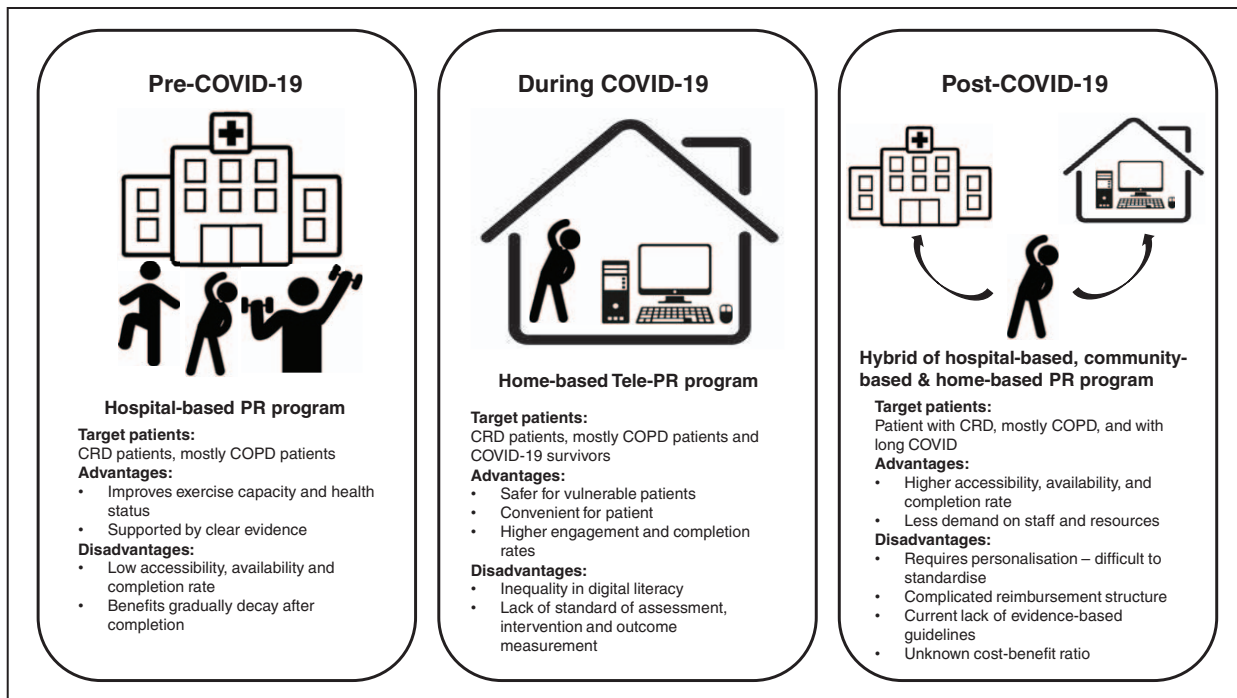 Pre-COVID-19
Hospital-based PR program
Target patients:
CRD patients, mostly COPD patients
Advantages:
• Improves exercise capacity and health
status
• Supported by clear evidence
Disadvantages:
• Low accessibility, availability and
completion rate
• Benefits gradually decay after
completion
During COVID-19
Home-based Tele-PR program
Target patients:
CRD patients, mostly COPD patients and
COVID-19 survivors
Advantages:
• Safer for vulnerable patients
• Convenient for patient
• Higher engagement and completion
rates
Disadvantages:
• Inequality in digital literacy
• Lack of standard of assessment,
intervention and outcome
measurement
Post-COVID-19
Hybrid of hospital-based, community-
based & home-based PR program
Target patients:
Patient with CRD, mostly COPD, and with
long COVID
Advantages:
• Higher accessibility, availability, and
completion rate
• Less demand on staff and resources
Disadvantages:
• Requires personalisation – difficult to
standardise
• Complicated reimbursement structure
• Current lack of evidence-based
guidelines
• Unknown cost-benefit ratio